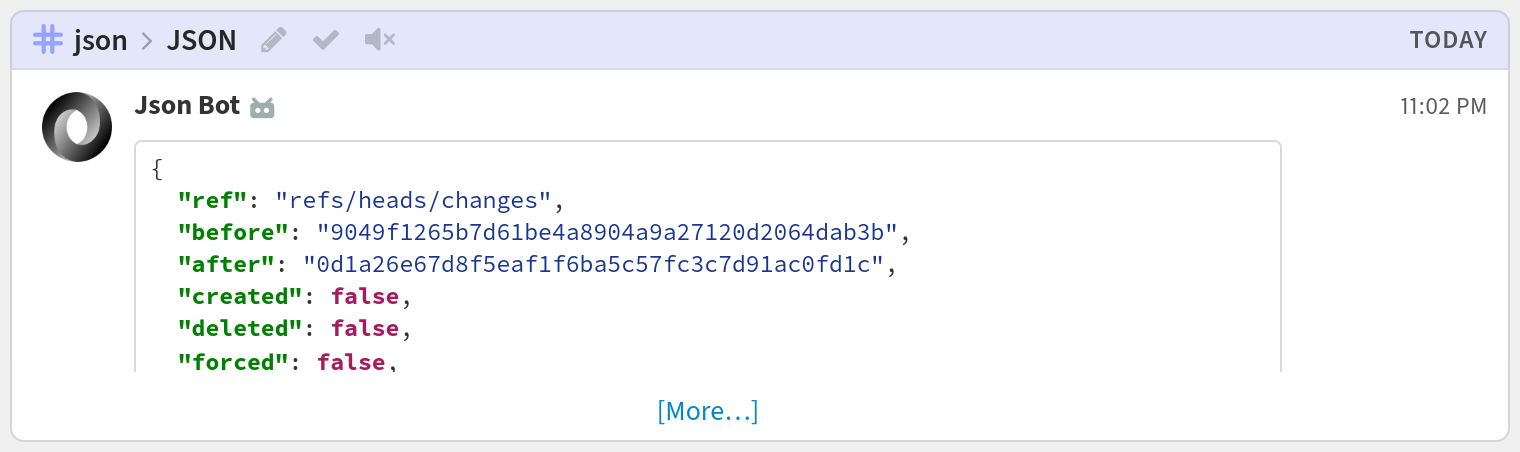 # json > JSON TODAY
Json Bot 11:02 PM
{
"ref": "refs/heads/changes",
"before": "9049f1265b7d61be4a8904a9a27120d2064dab3b",
"after": "0d1a26e67d8f5eaf1f6ba5c57fc3c7d91ac0fd1c",
"created": false,
"deleted": false,
"forced": false,
[More…]